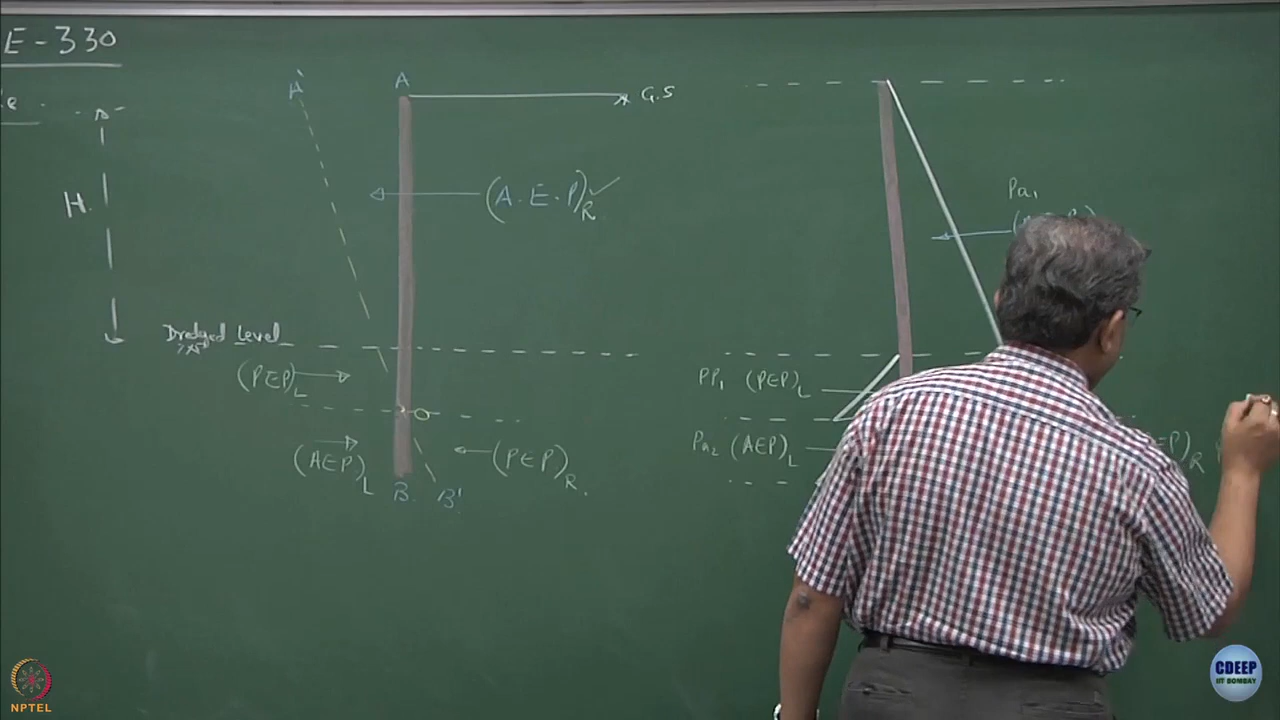 E-330
A'
A
G.S
H.
(A.E.P)R
Pa1
Dredged Level
(PEP)L
PP1 (PEP)L
O
(AEP)L
(PEP)R
Pa2 (AEP)L
B.
B'
NPTEL
CDEEP
IIT BOMBAY